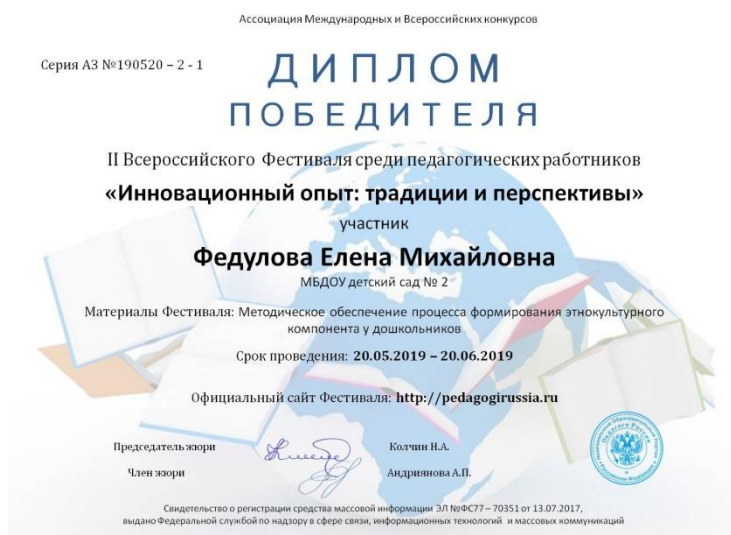 Ассоциация Международных и Всероссийских конкурсов
Серия АЗ №190520 – 2 - 1
ДИПЛОМ
ПОБЕДИТЕЛЯ
II Всероссийского Фестиваля среди педагогических работников
«Инновационный опыт: традиции и перспективы»
участник
Федулова Елена Михайловна
МБДОУ детский сад № 2
Материалы Фестиваля: Методическое обеспечение процесса формирования этнокультурного
компонента у дошкольников
Срок проведения: 20.05.2019 – 20.06.2019
Официальный сайт Фестиваля: http://pedagogirussia.ru
Председатель жюри Колчин Н.А.
Член жюри Андриянова А.П.
Педагоги России
Свидетельство о регистрации средства массовой информации ЭЛ №ФС77 – 70351 от 13.07.2017,
выдано Федеральной службой по надзору в сфере связи, информационных технологий и массовых коммуникаций